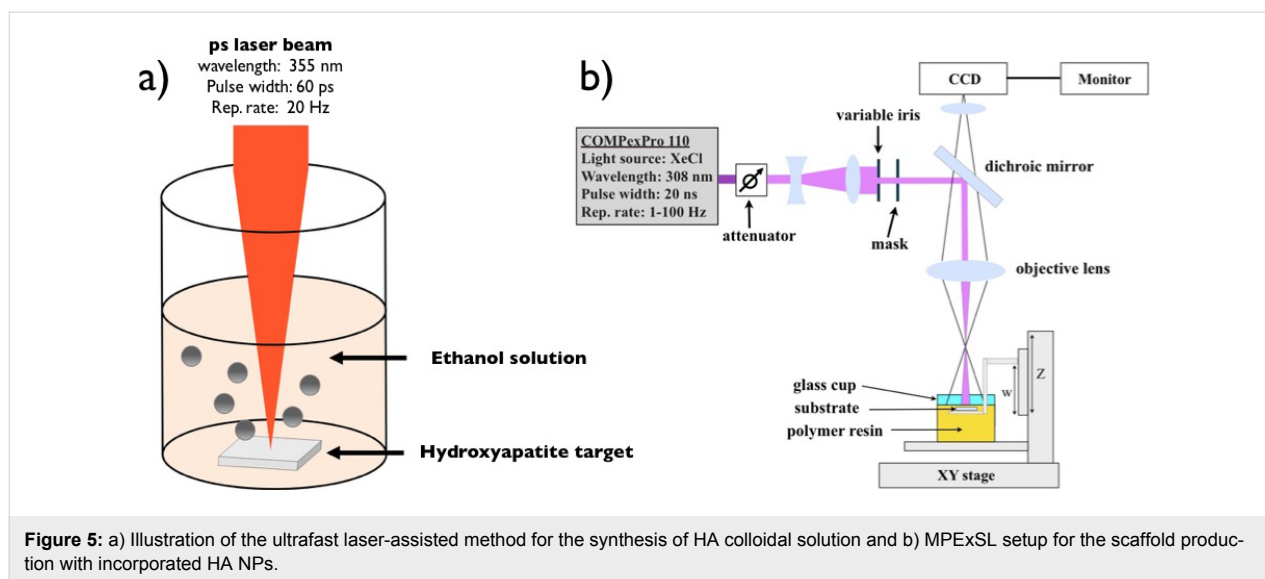 a)
ps laser beam
wavelength: 355 nm
Pulse width: 60 ps
Rep. rate: 20 Hz
Ethanol solution
Hydroxyapatite target
b)
CCD
Monitor
variable iris
dichroic mirror
COMPexPro 110
Light source: XeCl
Wavelength: 308 nm
Pulse width: 20 ns
Rep. rate: 1-100 Hz
attenuator
mask
objective lens
glass cup
substrate
polymer resin
w
Z
XY stage
Figure 5: a) Illustration of the ultrafast laser-assisted method for the synthesis of HA colloidal solution and b) MPExSL setup for the scaffold produc-
tion with incorporated HA NPs.